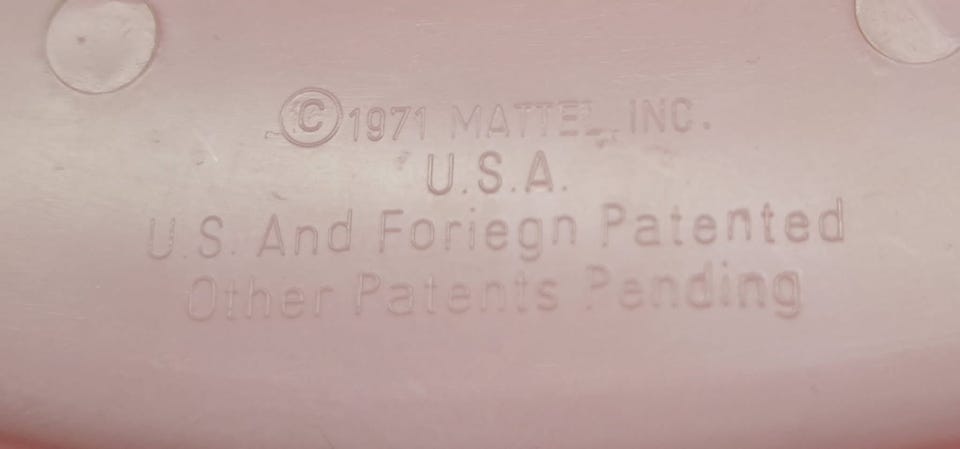 ©1971 MATTEL, INC.
U.S.A.
U.S. And Foriegn Patented
Other Patents Pending